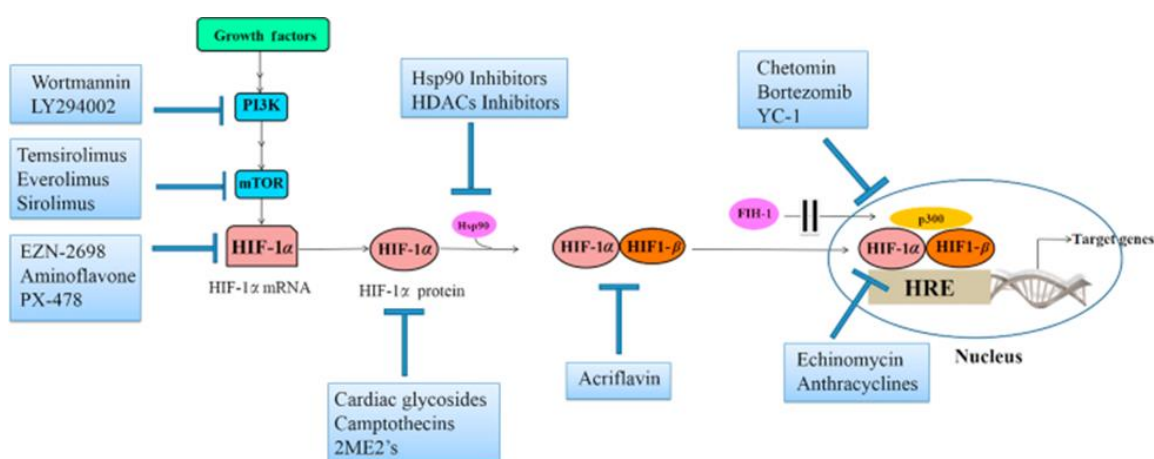 Growth factors
Wortmannin
LY294002
PI3K
Hsp90 Inhibitors
HDACs Inhibitors
Chetomin
Bortezomib
YC-1
Temsirolimus
Everolimus
Sirolimus
mTOR
EZN-2698
Aminoflavone
PX-478
HIF-1α
HIF-1α mRNA
HIF-1α
HIF-1α protein
Hsp90
HIF-1α
HIF1-β
FIH-1
p300
HIF-1α
HIF1-β
Target genes
HRE
Nucleus
Cardiac glycosides
Camptothecins
2ME2's
Acriflavin
Echinomycin
Anthracyclines